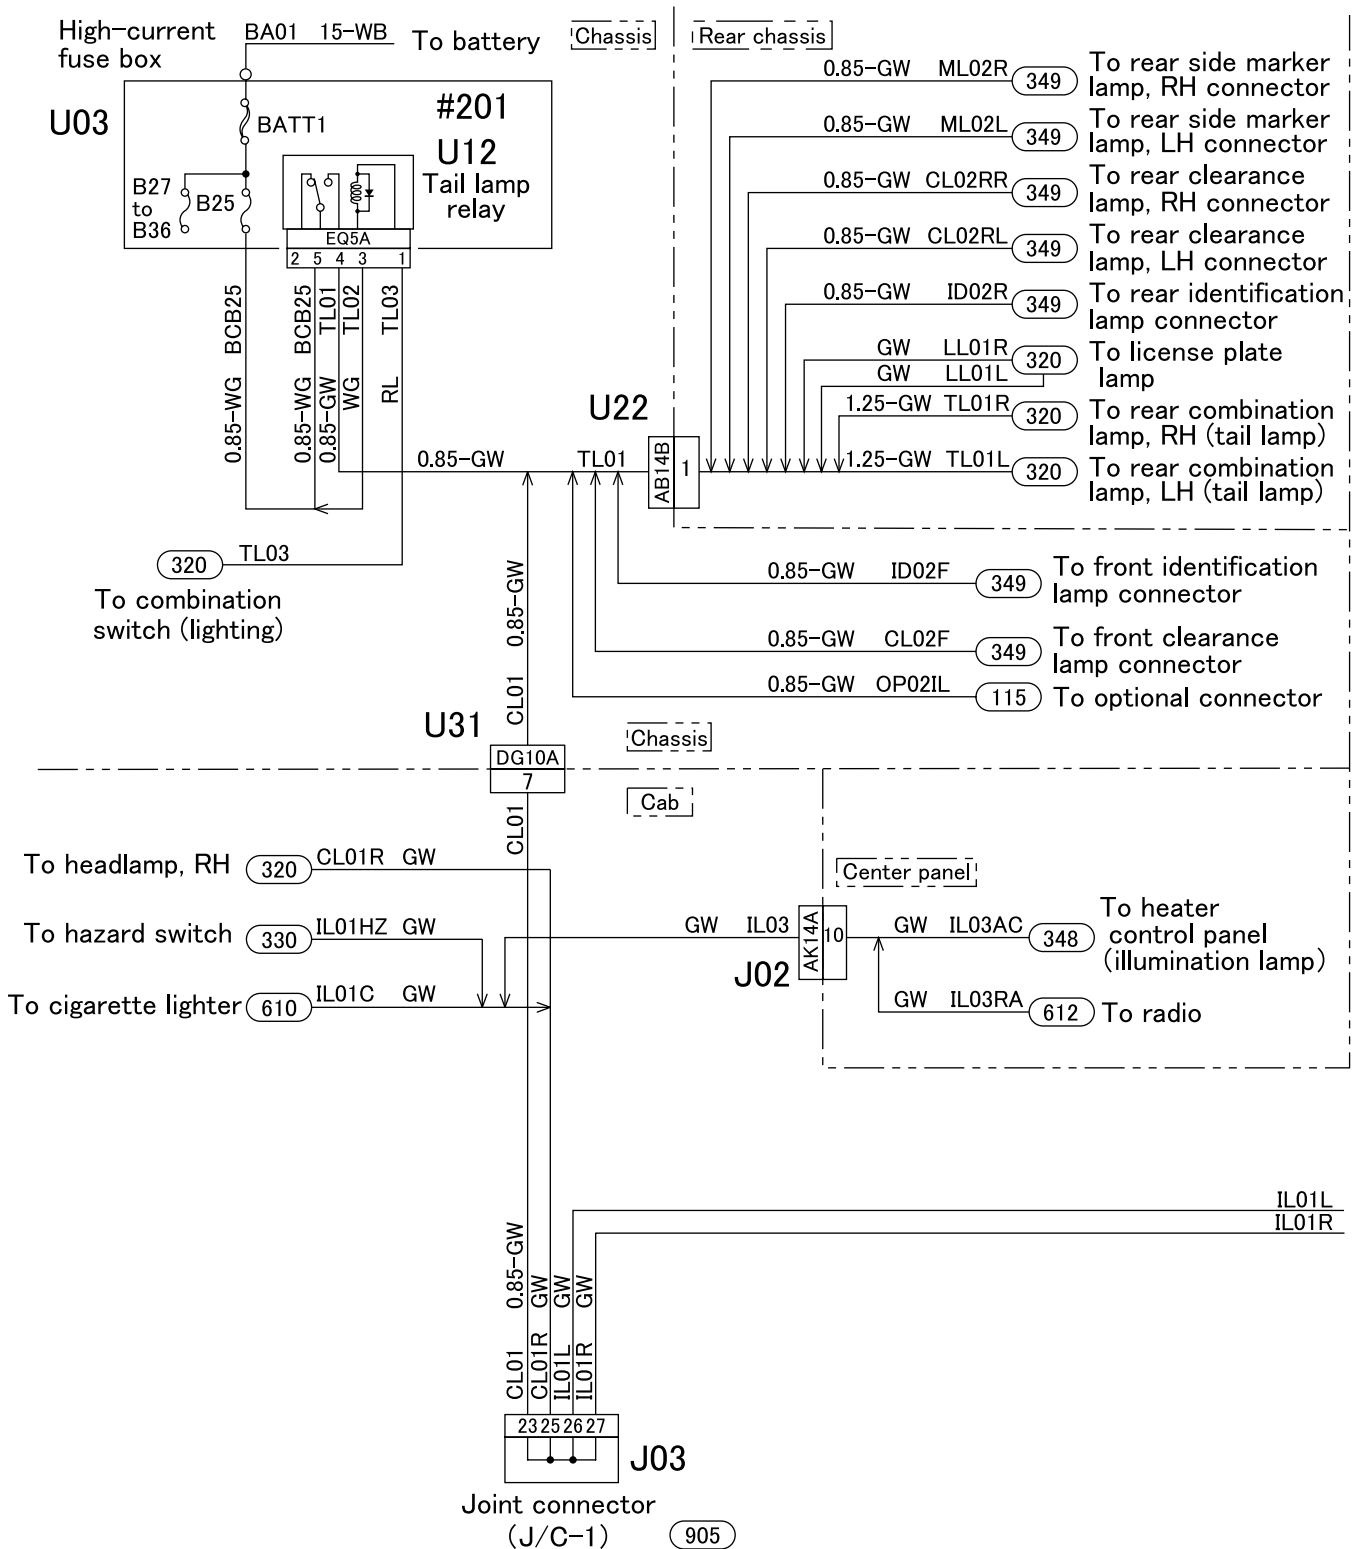 High-current
fuse box
BA01 15-WB
To battery
Chassis
Rear chassis
U03
#201
BATT1
U12
Tail lamp
relay
B27
to
B36
B25
EQ5A
2 5 4 3 1
BCB25
BCB25
TL01
TL02
TL03
0.85-WG
0.85-WG
0.85-GW
WG
RL
0.85-GW ML02R 349 To rear side marker
lamp, RH connector
0.85-GW ML02L 349 To rear side marker
lamp, LH connector
0.85-GW CL02RR 349 To rear clearance
lamp, RH connector
0.85-GW CL02RL 349 To rear clearance
lamp, LH connector
0.85-GW ID02R 349 To rear identification
lamp connector
GW LL01R 320 To license plate
lamp
GW LL01L
1.25-GW TL01R 320 To rear combination
lamp, RH (tail lamp)
1.25-GW TL01L 320 To rear combination
lamp, LH (tail lamp)
U22
AB14B
1
0.85-GW
TL01
320 TL03
To combination
switch (lighting)
0.85-GW
CL01
0.85-GW ID02F 349 To front identification
lamp connector
0.85-GW CL02F 349 To front clearance
lamp connector
0.85-GW OP02IL 115 To optional connector
U31
DG10A
7
Chassis
Cab
CL01
To headlamp, RH 320 CL01R GW
To hazard switch 330 IL01HZ GW
To cigarette lighter 610 IL01C GW
Center panel
GW IL03
AK14A
10
J02
GW IL03AC 348 To heater
control panel
(illumination lamp)
GW IL03RA 612 To radio
IL01L
IL01R
0.85-GW
GW
GW
GW
CL01
CL01R
IL01L
IL01R
23 25 26 27
J03
Joint connector
(J/C-1)
905